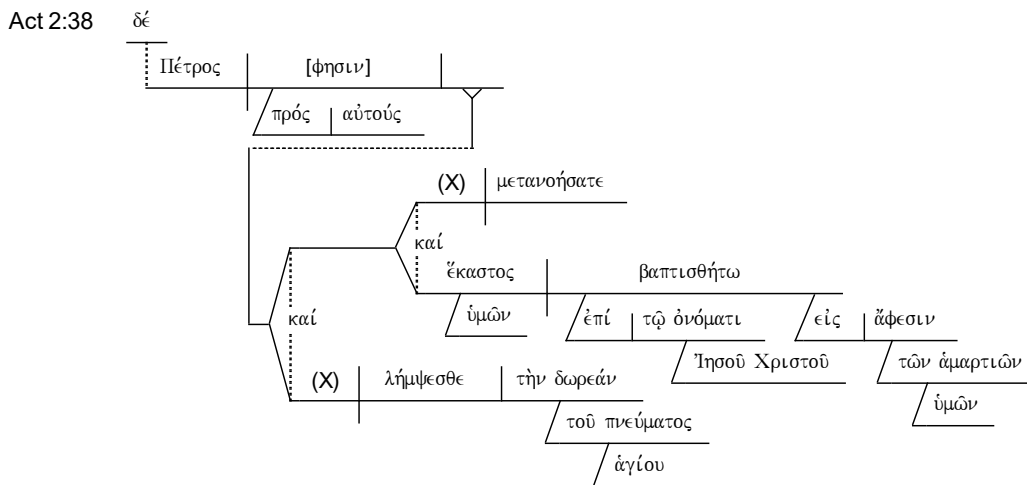 Act 2:38
δέ
Πέτρος [φησιν]
πρός αὐτούς
(X) μετανοήσατε
καί
ἕκαστος βαπτισθήτω
ὑμῶν ἐπί τῷ ὀνόματι εἰς ἄφεσιν
Ἰησοῦ Χριστοῦ τῶν ἁμαρτιῶν
ὑμῶν
καί
(X) λήμψεσθε τὴν δωρεάν
τοῦ πνεύματος
ἁγίου